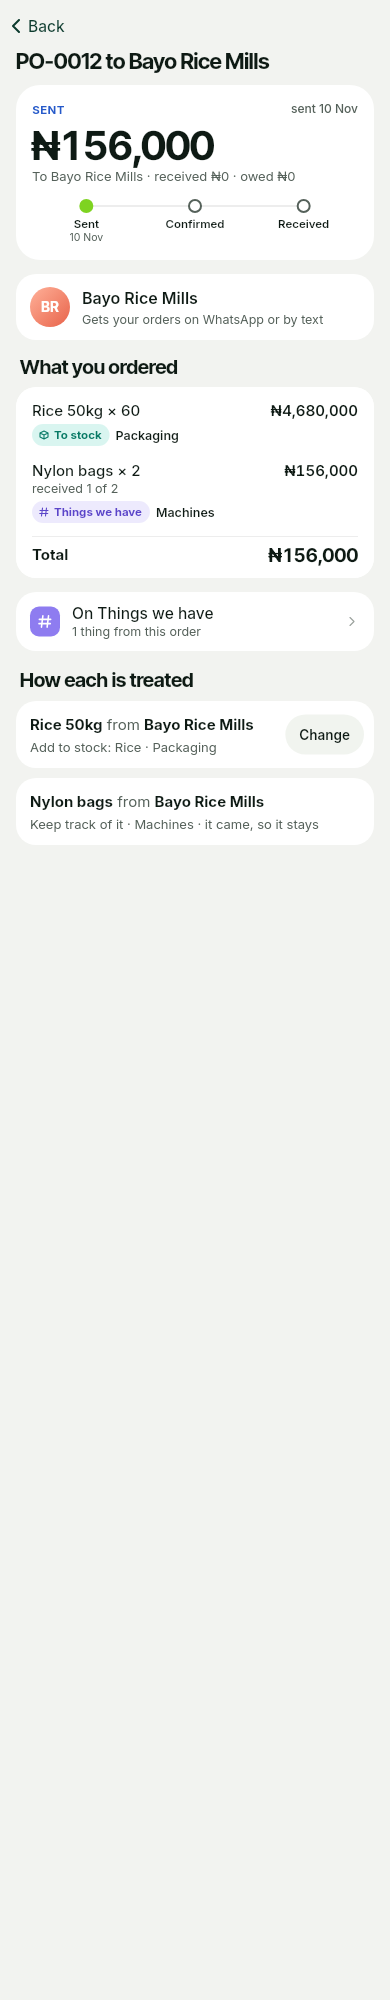 Back
PO-0012 to Bayo Rice Mills
SENT
sent 10 Nov
₦156,000
To Bayo Rice Mills · received ₦0 · owed ₦0
Sent
Confirmed
Received
10 Nov
BR
Bayo Rice Mills
Gets your orders on WhatsApp or by text
What you ordered
Rice 50kg × 60
₦4,680,000
To stock
Packaging
Nylon bags × 2
₦156,000
received 1 of 2
Things we have
Machines
Total
₦156,000
On Things we have
1 thing from this order
How each is treated
Rice 50kg from Bayo Rice Mills
Add to stock: Rice · Packaging
Change
Nylon bags from Bayo Rice Mills
Keep track of it · Machines · it came, so it stays